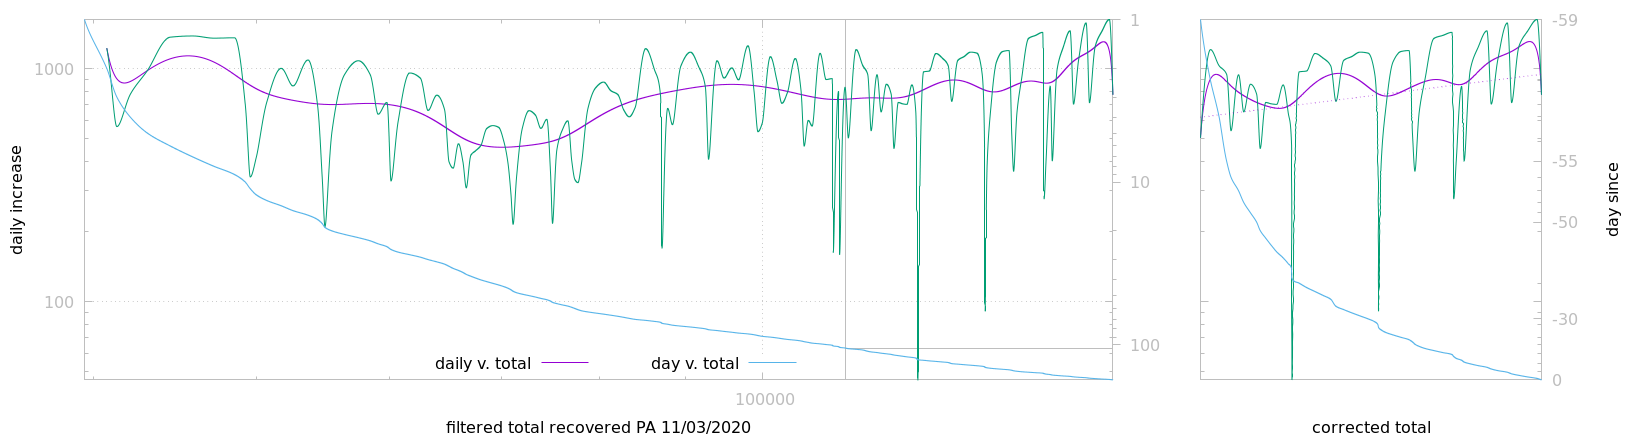 1000
100
daily increase
daily v. total
day v. total
1
10
100
100000
filtered total recovered PA 11/03/2020
-59
-55
-50
-30
0
day since
corrected total